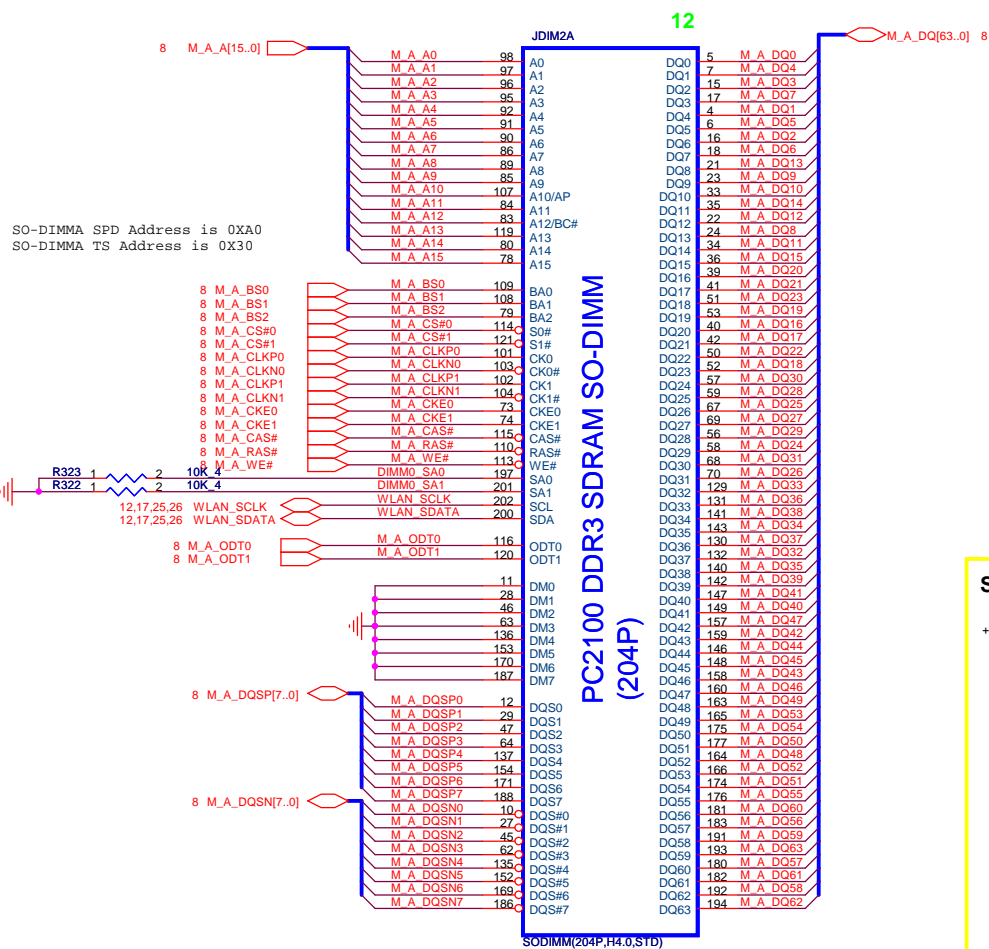 12
JDIM2A
8 M_A_A[15..0]
M_A_DQ[63..0] 8
M_A_A0 98 A0
M_A_A1 97 A1
M_A_A2 96 A2
M_A_A3 95 A3
M_A_A4 92 A4
M_A_A5 91 A5
M_A_A6 90 A6
M_A_A7 86 A7
M_A_A8 89 A8
M_A_A9 85 A9
M_A_A10 107 A10/AP
M_A_A11 84 A11
M_A_A12 83 A12/BC#
M_A_A13 119 A13
M_A_A14 80 A14
M_A_A15 78 A15
SO-DIMMA SPD Address is 0XA0
SO-DIMMA TS Address is 0X30
8 M_A_BS0 M_A_BS0 109 BA0
8 M_A_BS1 M_A_BS1 108 BA1
8 M_A_BS2 M_A_BS2 79 BA2
8 M_A_CS#0 M_A_CS#0 114 S0#
8 M_A_CS#1 M_A_CS#1 121 S1#
8 M_A_CLKP0 M_A_CLKP0 101 CK0
8 M_A_CLKN0 M_A_CLKN0 103 CK0#
8 M_A_CLKP1 M_A_CLKP1 102 CK1
8 M_A_CLKN1 M_A_CLKN1 104 CK1#
8 M_A_CKE0 M_A_CKE0 73 CKE0
8 M_A_CKE1 M_A_CKE1 74 CKE1
8 M_A_CAS# M_A_CAS# 115 CAS#
8 M_A_RAS# M_A_RAS# 110 RAS#
8 M_A_WE# M_A_WE# 113 WE#
R323 1 2 10K_4 DIMM0_SA0 197 SA0
R322 1 2 10K_4 DIMM0_SA1 201 SA1
12,17,25,26 WLAN_SCLK WLAN_SCLK 202 SCL
12,17,25,26 WLAN_SDATA WLAN_SDATA 200 SDA
8 M_A_ODT0 M_A_ODT0 116 ODT0
8 M_A_ODT1 M_A_ODT1 120 ODT1
11 DM0
28 DM1
46 DM2
63 DM3
136 DM4
153 DM5
170 DM6
187 DM7
8 M_A_DQSP[7..0]
M_A_DQSP0 12 DQS0
M_A_DQSP1 29 DQS1
M_A_DQSP2 47 DQS2
M_A_DQSP3 64 DQS3
M_A_DQSP4 137 DQS4
M_A_DQSP5 154 DQS5
M_A_DQSP6 171 DQS6
M_A_DQSP7 188 DQS7
8 M_A_DQSN[7..0]
M_A_DQSN0 10 DQS#0
M_A_DQSN1 27 DQS#1
M_A_DQSN2 45 DQS#2
M_A_DQSN3 62 DQS#3
M_A_DQSN4 135 DQS#4
M_A_DQSN5 152 DQS#5
M_A_DQSN6 169 DQS#6
M_A_DQSN7 186 DQS#7
PC2100 DDR3 SDRAM SO-DIMM
(204P)
DQ0 5 M_A_DQ0
DQ1 7 M_A_DQ4
DQ2 15 M_A_DQ3
DQ3 17 M_A_DQ7
DQ4 4 M_A_DQ1
DQ5 6 M_A_DQ5
DQ6 16 M_A_DQ2
DQ7 18 M_A_DQ6
DQ8 21 M_A_DQ13
DQ9 23 M_A_DQ9
DQ10 33 M_A_DQ10
DQ11 35 M_A_DQ14
DQ12 22 M_A_DQ12
DQ13 24 M_A_DQ8
DQ14 34 M_A_DQ11
DQ15 36 M_A_DQ15
DQ16 39 M_A_DQ20
DQ17 41 M_A_DQ21
DQ18 51 M_A_DQ23
DQ19 53 M_A_DQ19
DQ20 40 M_A_DQ16
DQ21 42 M_A_DQ17
DQ22 50 M_A_DQ22
DQ23 52 M_A_DQ18
DQ24 57 M_A_DQ30
DQ25 59 M_A_DQ28
DQ26 67 M_A_DQ25
DQ27 69 M_A_DQ27
DQ28 56 M_A_DQ29
DQ29 58 M_A_DQ24
DQ30 68 M_A_DQ31
DQ31 70 M_A_DQ26
DQ32 129 M_A_DQ33
DQ33 131 M_A_DQ36
DQ34 141 M_A_DQ38
DQ35 143 M_A_DQ34
DQ36 130 M_A_DQ37
DQ37 132 M_A_DQ32
DQ38 140 M_A_DQ35
DQ39 142 M_A_DQ39
DQ40 147 M_A_DQ41
DQ41 149 M_A_DQ40
DQ42 157 M_A_DQ47
DQ43 159 M_A_DQ42
DQ44 146 M_A_DQ44
DQ45 148 M_A_DQ45
DQ46 158 M_A_DQ43
DQ47 160 M_A_DQ46
DQ48 163 M_A_DQ49
DQ49 165 M_A_DQ53
DQ50 175 M_A_DQ54
DQ51 177 M_A_DQ50
DQ52 164 M_A_DQ48
DQ53 166 M_A_DQ52
DQ54 174 M_A_DQ51
DQ55 176 M_A_DQ55
DQ56 181 M_A_DQ60
DQ57 183 M_A_DQ56
DQ58 191 M_A_DQ59
DQ59 193 M_A_DQ63
DQ60 180 M_A_DQ57
DQ61 182 M_A_DQ61
DQ62 192 M_A_DQ58
DQ63 194 M_A_DQ62
SODIMM(204P,H4.0,STD)
S
+